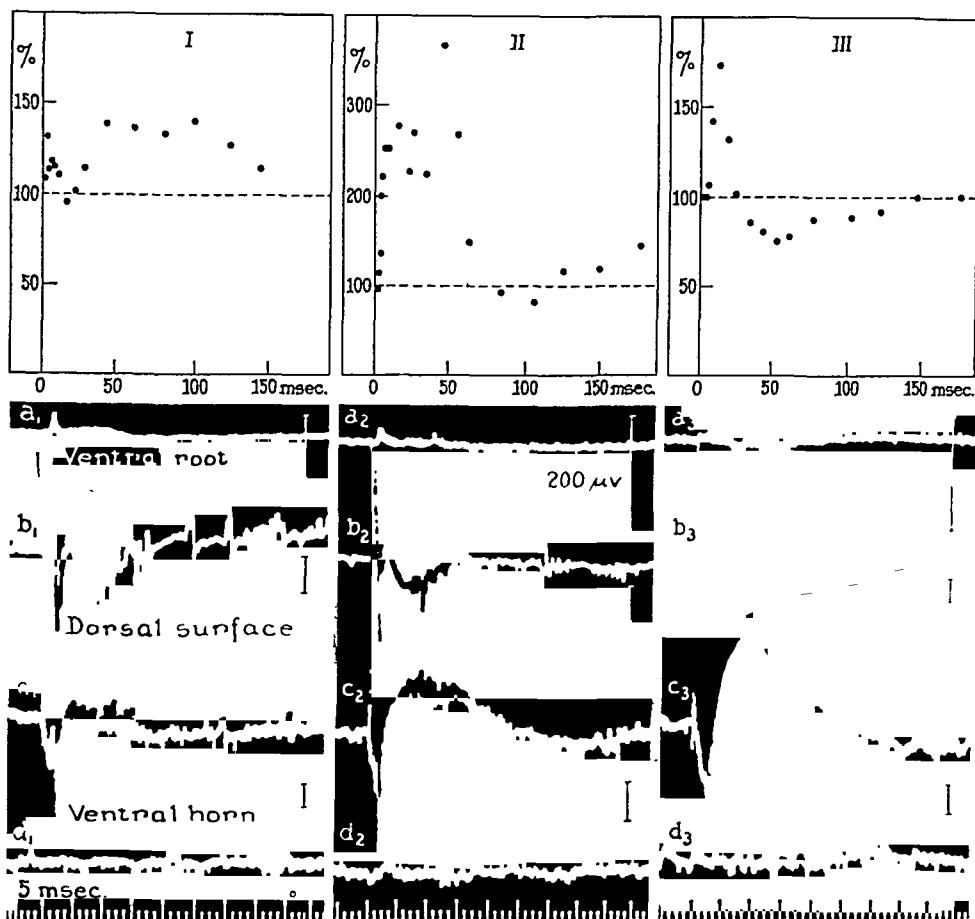 I
%
150
100
50
0 50 100 150 msec.
II
%
300
200
100
0 50 100 150 msec.
III
%
150
100
50
0 50 100 150 msec.
a₁ a₂
Ventral root
200 μv
b₁ b₂ b₃
Dorsal surface
c₂ c₃
Ventral horn
d₁ d₂ d₃
5 msec.